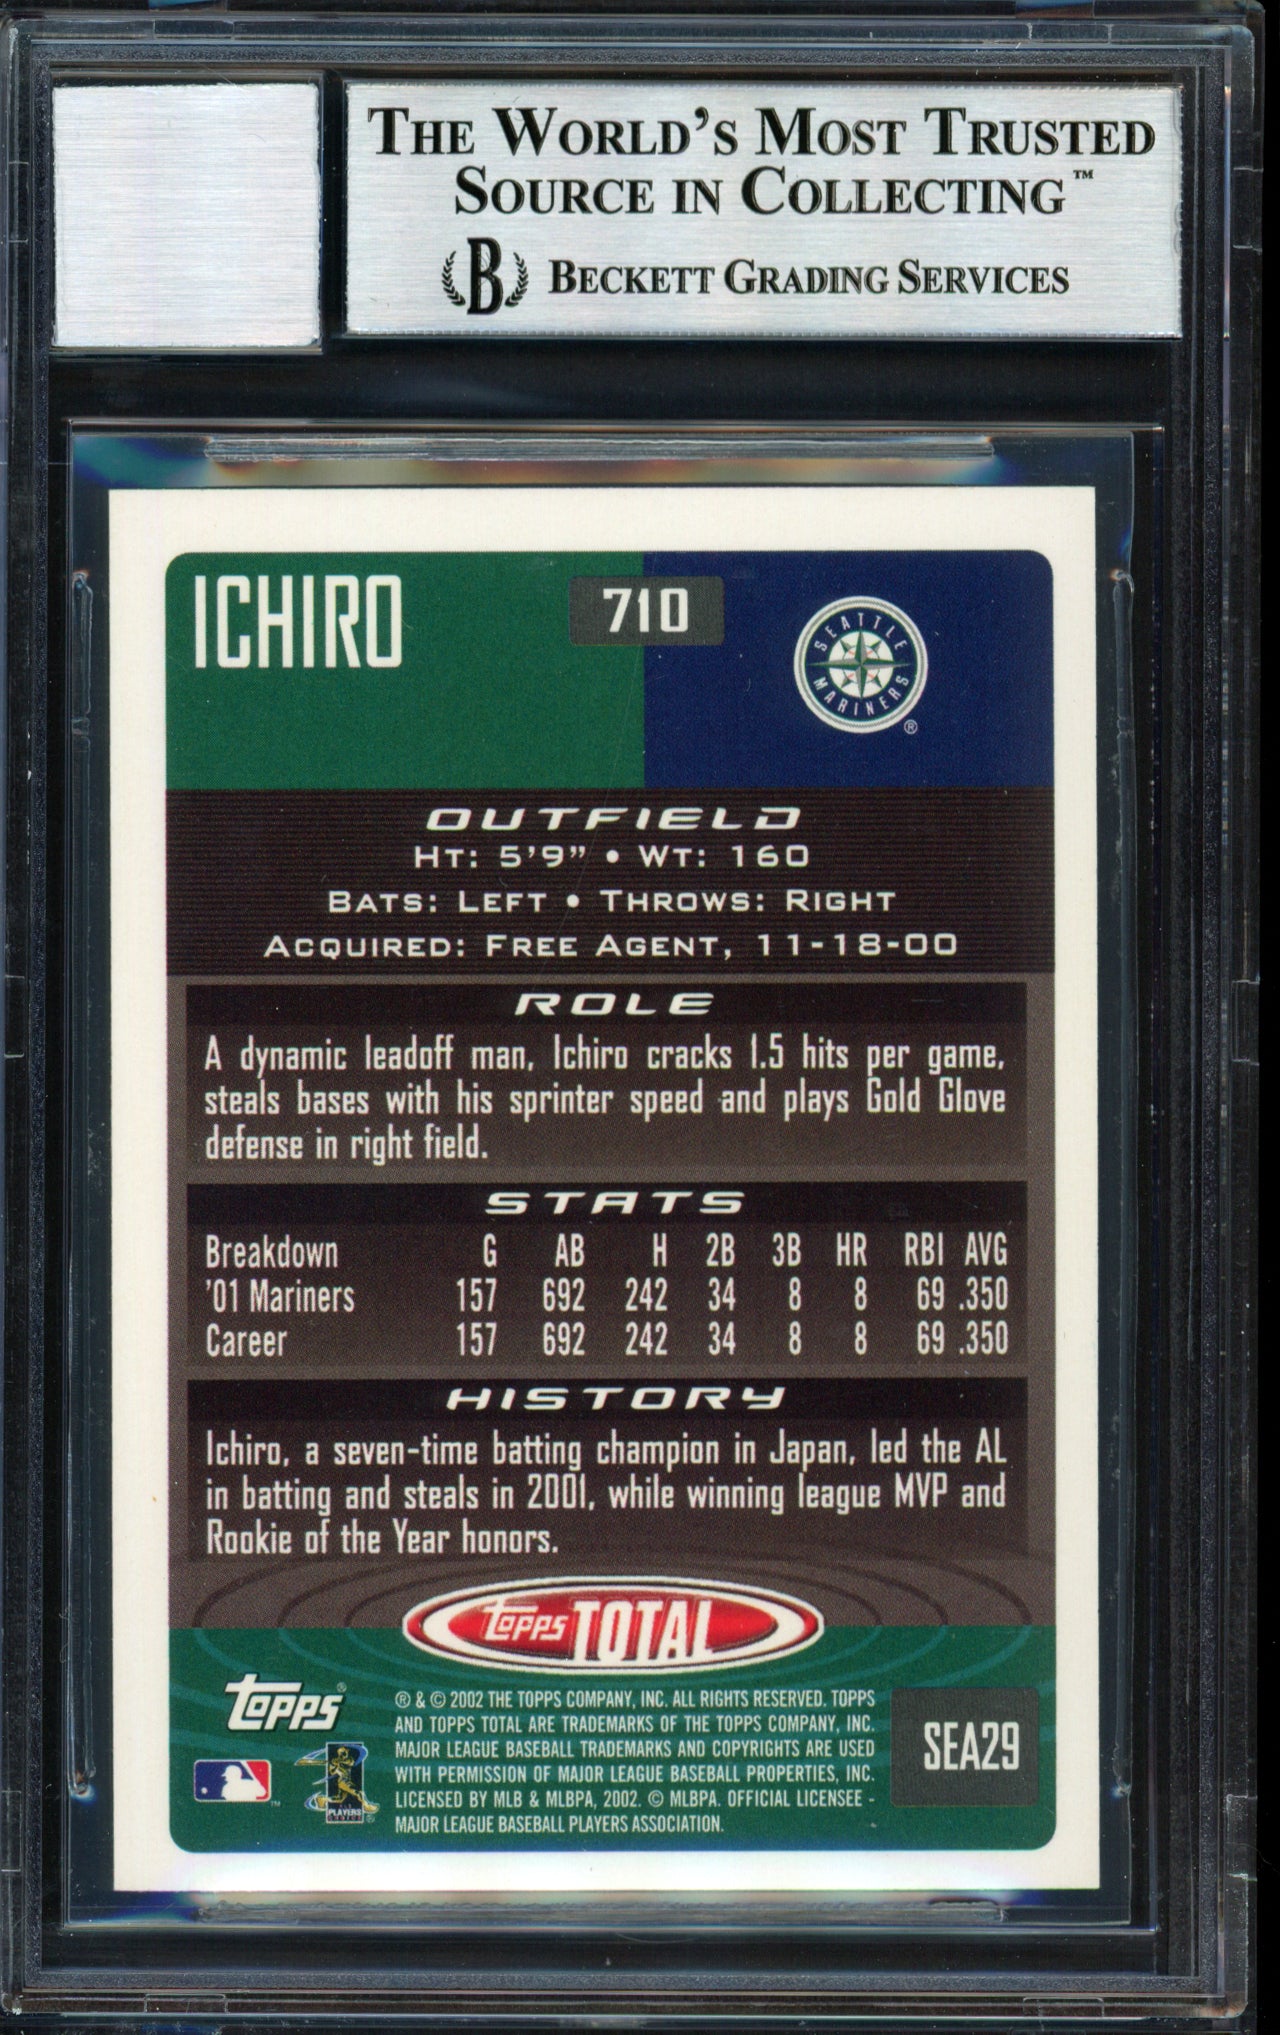 THE WORLD'S MOST TRUSTED
SOURCE IN COLLECTING™
B BECKETT GRADING SERVICES
ICHIRO
710
SEATTLE
MARINERS
®
OUTFIELD
HT: 5'9" • WT: 160
BATS: LEFT • THROWS: RIGHT
ACQUIRED: FREE AGENT, 11-18-00
ROLE
A dynamic leadoff man, Ichiro cracks 1.5 hits per game,
steals bases with his sprinter speed and plays Gold Glove
defense in right field.
STATS
Breakdown G AB H 2B 3B HR RBI AVG
'01 Mariners 157 692 242 34 8 8 69 .350
Career 157 692 242 34 8 8 69 .350
HISTORY
Ichiro, a seven-time batting champion in Japan, led the AL
in batting and steals in 2001, while winning league MVP and
Rookie of the Year honors.
topps TOTAL
topps®
® & © 2002 THE TOPPS COMPANY, INC. ALL RIGHTS RESERVED. TOPPS
AND TOPPS TOTAL ARE TRADEMARKS OF THE TOPPS COMPANY, INC.
MAJOR LEAGUE BASEBALL TRADEMARKS AND COPYRIGHTS ARE USED
WITH PERMISSION OF MAJOR LEAGUE BASEBALL PROPERTIES, INC.
LICENSED BY MLB & MLBPA, 2002. © MLBPA. OFFICIAL LICENSEE -
MAJOR LEAGUE BASEBALL PLAYERS ASSOCIATION.
SEA29
™
PLAYERS
CHOICE
®